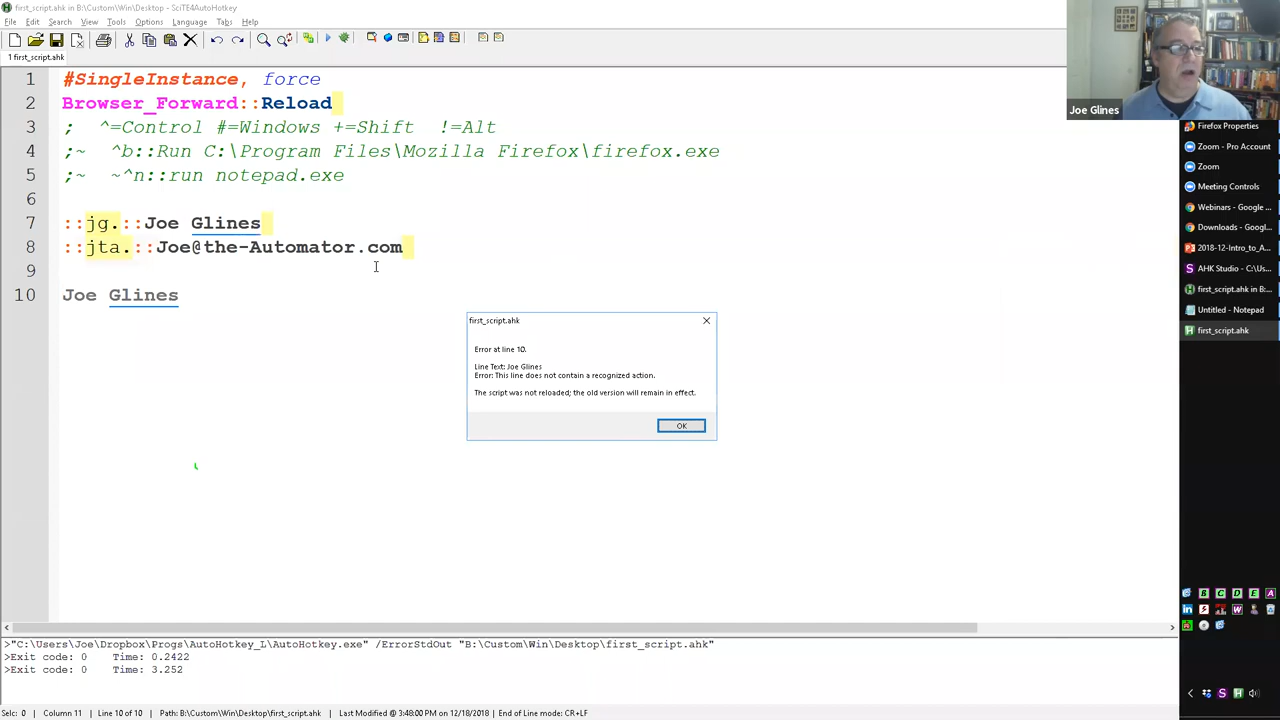 first_script.ahk in B:\Custom\Win\Desktop - SciTE4AutoHotkey
File Edit Search View Tools Options Language Tabs Help
1 first_script.ahk
1 #SingleInstance, force
2 Browser_Forward::Reload
3 ; ^=Control #=Windows +=Shift !=Alt
4 ;~ ^b::Run C:\Program Files\Mozilla Firefox\firefox.exe
5 ;~ ~^n::run notepad.exe
6
7 ::jg.::Joe Glines
8 ::jta.::Joe@the-Automator.com
9
10 Joe Glines
first_script.ahk
Error at line 10.
Line Text: Joe Glines
Error: This line does not contain a recognized action.
The script was not reloaded; the old version will remain in effect.
OK
Joe Glines
Firefox Properties
Zoom - Pro Account
Zoom
Meeting Controls
Webinars - Google ...
Downloads - Googl...
2018-12-Intro_to_A...
AHK Studio - C:\Us...
first_script.ahk in B:...
Untitled - Notepad
first_script.ahk
>"C:\Users\Joe\Dropbox\Progs\AutoHotkey_L\AutoHotkey.exe" /ErrorStdOut "B:\Custom\Win\Desktop\first_script.ahk"
>Exit code: 0 Time: 0.2422
>Exit code: 0 Time: 3.252
Selc: 0 Column 11 Line 10 of 10 Path: B:\Custom\Win\Desktop\first_script.ahk Last Modified @ 3:48:00 PM on 12/18/2018 End of Line mode: CR+LF